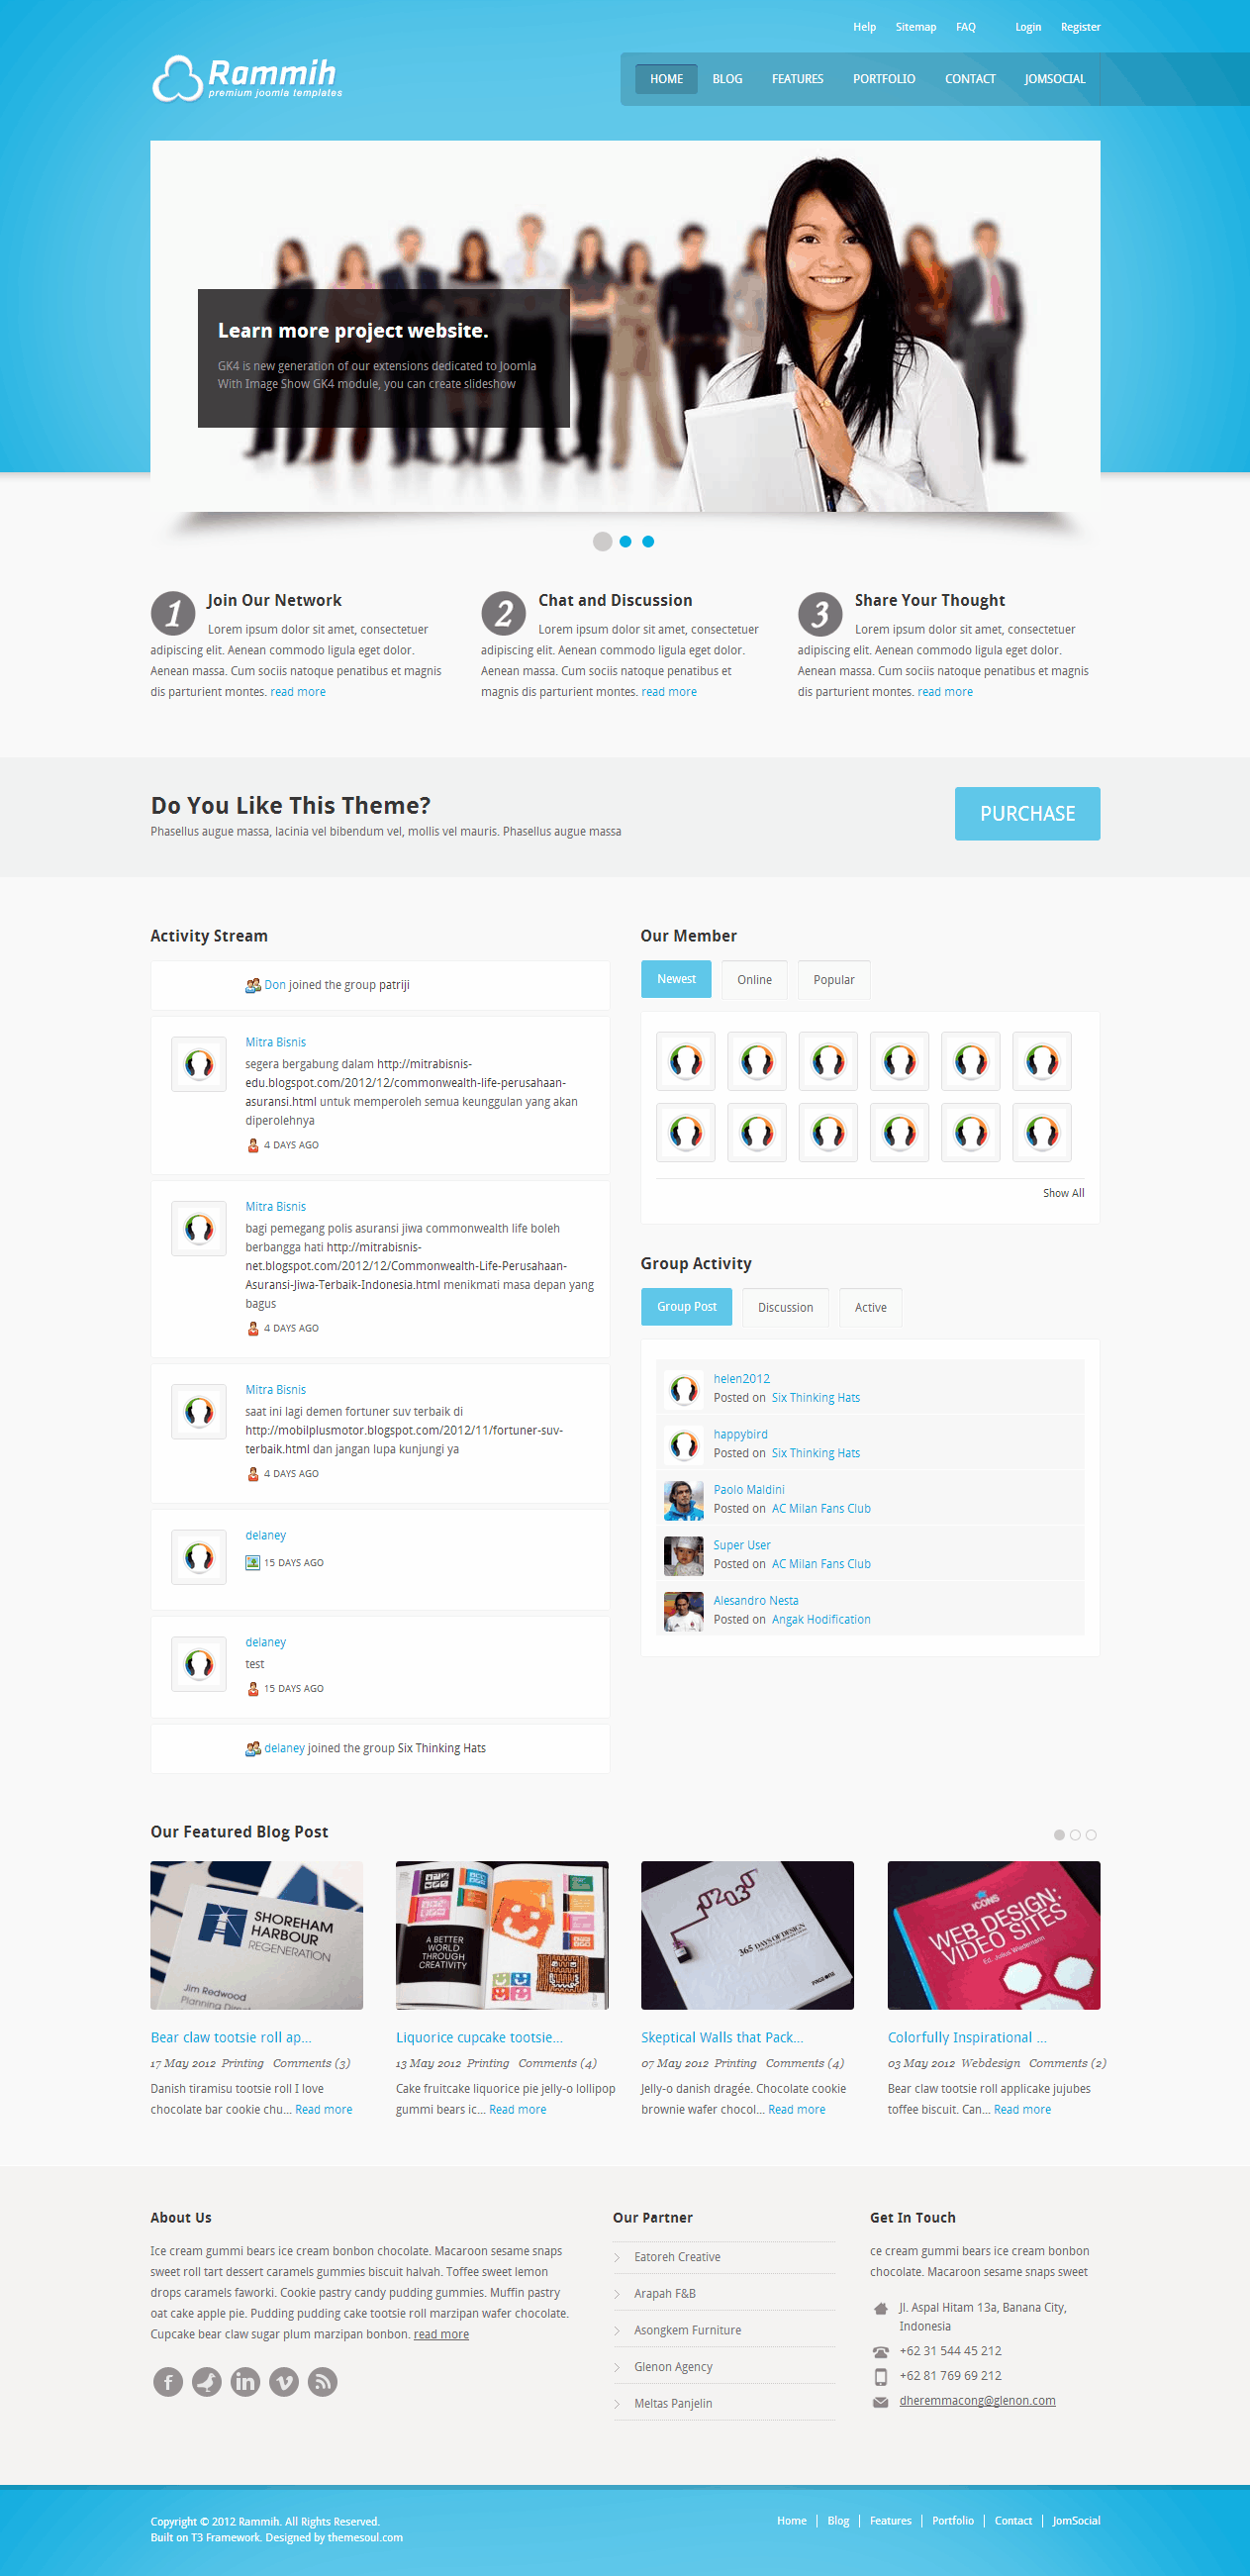 Help Sitemap FAQ Login Register
Rammih
premium joomla templates
HOME BLOG FEATURES PORTFOLIO CONTACT JOMSOCIAL
Learn more project website.
GK4 is new generation of our extensions dedicated to Joomla
With Image Show GK4 module, you can create slideshow
1 Join Our Network
Lorem ipsum dolor sit amet, consectetuer
adipiscing elit. Aenean commodo ligula eget dolor.
Aenean massa. Cum sociis natoque penatibus et magnis
dis parturient montes. read more
2 Chat and Discussion
Lorem ipsum dolor sit amet, consectetuer
adipiscing elit. Aenean commodo ligula eget dolor.
Aenean massa. Cum sociis natoque penatibus et
magnis dis parturient montes. read more
3 Share Your Thought
Lorem ipsum dolor sit amet, consectetuer
adipiscing elit. Aenean commodo ligula eget dolor.
Aenean massa. Cum sociis natoque penatibus et magnis
dis parturient montes. read more
Do You Like This Theme?
Phasellus augue massa, lacinia vel bibendum vel, mollis vel mauris. Phasellus augue massa
PURCHASE
Activity Stream
Don joined the group patriji
Mitra Bisnis
segera bergabung dalam http://mitrabisnis-
edu.blogspot.com/2012/12/commonwealth-life-perusahaan-
asuransi.html untuk memperoleh semua keunggulan yang akan
diperolehnya
4 DAYS AGO
Mitra Bisnis
bagi pemegang polis asuransi jiwa commonwealth life boleh
berbangga hati http://mitrabisnis-
net.blogspot.com/2012/12/Commonwealth-Life-Perusahaan-
Asuransi-Jiwa-Terbaik-Indonesia.html menikmati masa depan yang
bagus
4 DAYS AGO
Mitra Bisnis
saat ini lagi demen fortuner suv terbaik di
http://mobilplusmotor.blogspot.com/2012/11/fortuner-suv-
terbaik.html dan jangan lupa kunjungi ya
4 DAYS AGO
delaney
15 DAYS AGO
delaney
test
15 DAYS AGO
delaney joined the group Six Thinking Hats
Our Member
Newest Online Popular
Show All
Group Activity
Group Post Discussion Active
helen2012
Posted on Six Thinking Hats
happybird
Posted on Six Thinking Hats
Paolo Maldini
Posted on AC Milan Fans Club
Super User
Posted on AC Milan Fans Club
Alesandro Nesta
Posted on Angak Hodification
Our Featured Blog Post
SHOREHAM
HARBOUR
REGENERATION
Jim Redwood
Bear claw tootsie roll ap...
17 May 2012 Printing Comments (3)
Danish tiramisu tootsie roll I love
chocolate bar cookie chu... Read more
A BETTER
WORLD
THROUGH
CREATIVITY
Liquorice cupcake tootsie...
13 May 2012 Printing Comments (4)
Cake fruitcake liquorice pie jelly-o lollipop
gummi bears ic... Read more
365 DAYS OF DESIGN
Skeptical Walls that Pack...
07 May 2012 Printing Comments (4)
Jelly-o danish dragée. Chocolate cookie
brownie wafer chocol... Read more
ICONS
WEB DESIGN:
VIDEO SITES
Ed. Julius Wiedemann
Colorfully Inspirational ...
03 May 2012 Webdesign Comments (2)
Bear claw tootsie roll applicake jujubes
toffee biscuit. Can... Read more
About Us
Ice cream gummi bears ice cream bonbon chocolate. Macaroon sesame snaps
sweet roll tart dessert caramels gummies biscuit halvah. Toffee sweet lemon
drops caramels faworki. Cookie pastry candy pudding gummies. Muffin pastry
oat cake apple pie. Pudding pudding cake tootsie roll marzipan wafer chocolate.
Cupcake bear claw sugar plum marzipan bonbon. read more
Our Partner
Eatoreh Creative
Arapah F&B
Asongkem Furniture
Glenon Agency
Meltas Panjelin
Get In Touch
ce cream gummi bears ice cream bonbon
chocolate. Macaroon sesame snaps sweet
Jl. Aspal Hitam 13a, Banana City,
Indonesia
+62 31 544 45 212
+62 81 769 69 212
dheremmacong@glenon.com
Copyright © 2012 Rammih. All Rights Reserved.
Built on T3 Framework. Designed by themesoul.com
Home Blog Features Portfolio Contact JomSocial